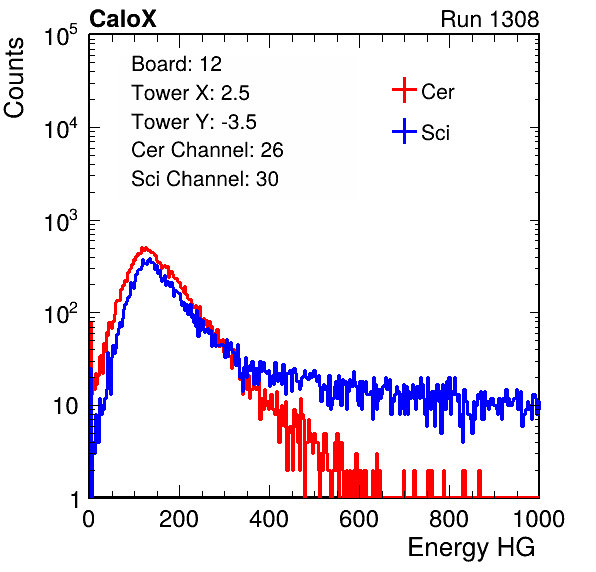 CaloX Run 1308
Counts
10^5
10^4
10^3
10^2
10
1
Board: 12
Tower X: 2.5
Tower Y: -3.5
Cer Channel: 26
Sci Channel: 30
Cer
Sci
0 200 400 600 800 1000
Energy HG